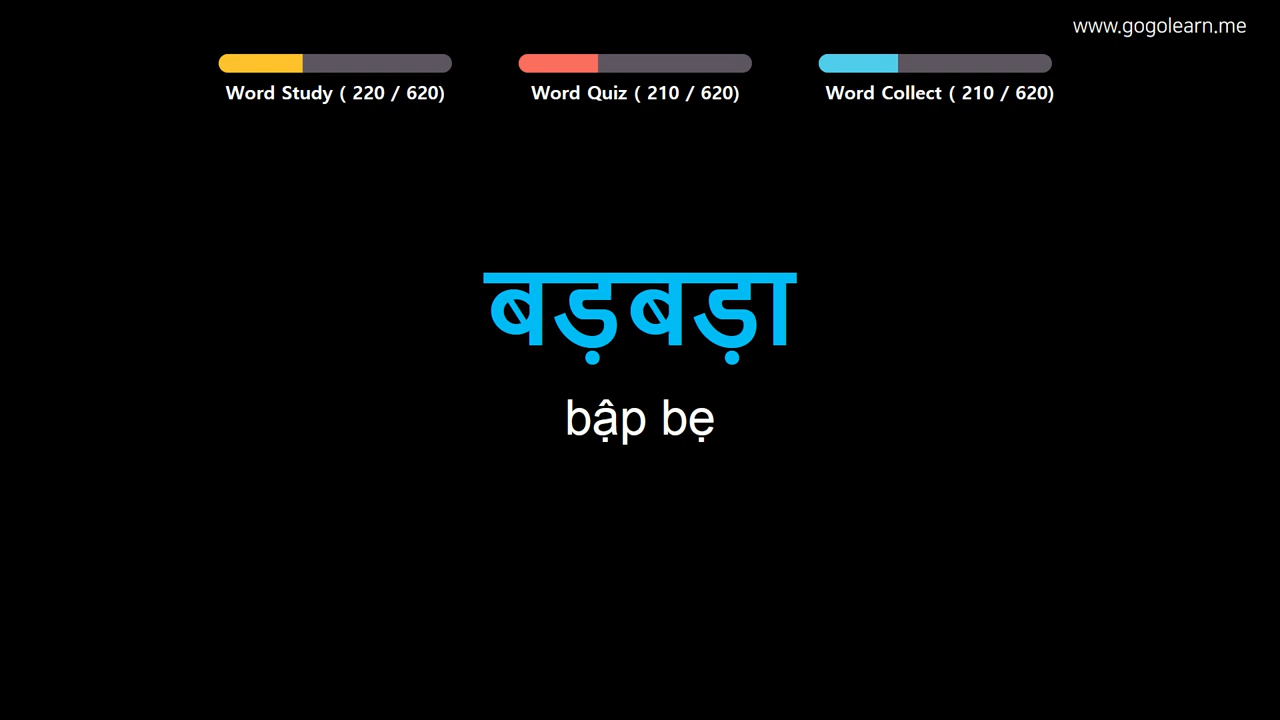 www.gogolearn.me
Word Study ( 220 / 620)
Word Quiz ( 210 / 620)
Word Collect ( 210 / 620)
बड़बड़ा
bập bẹ